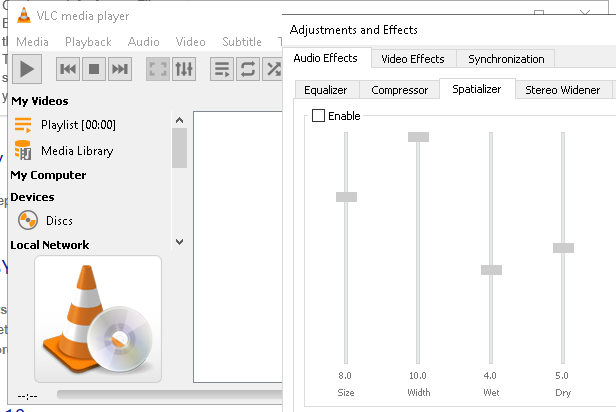 VLC media player
Media Playback Audio Video Subtitle T
My Videos
Playlist [00:00]
Media Library
My Computer
Devices
Discs
Local Network
--:--
Adjustments and Effects
Audio Effects Video Effects Synchronization
Equalizer Compressor Spatializer Stereo Widener
Enable
8.0 10.0 4.0 5.0
Size Width Wet Dry